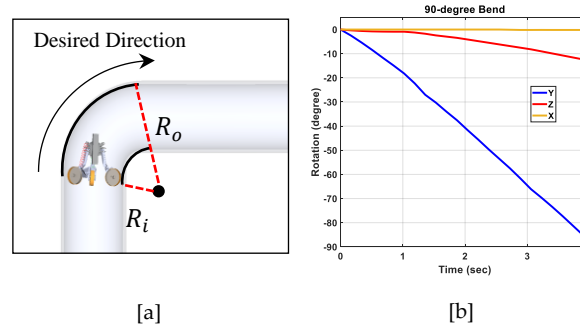 Desired Direction
R_o
R_i
[a]
90-degree Bend
Rotation (degree)
0
-10
-20
-30
-40
-50
-60
-70
-80
-90
Y
Z
X
0
1
2
3
Time (sec)
[b]